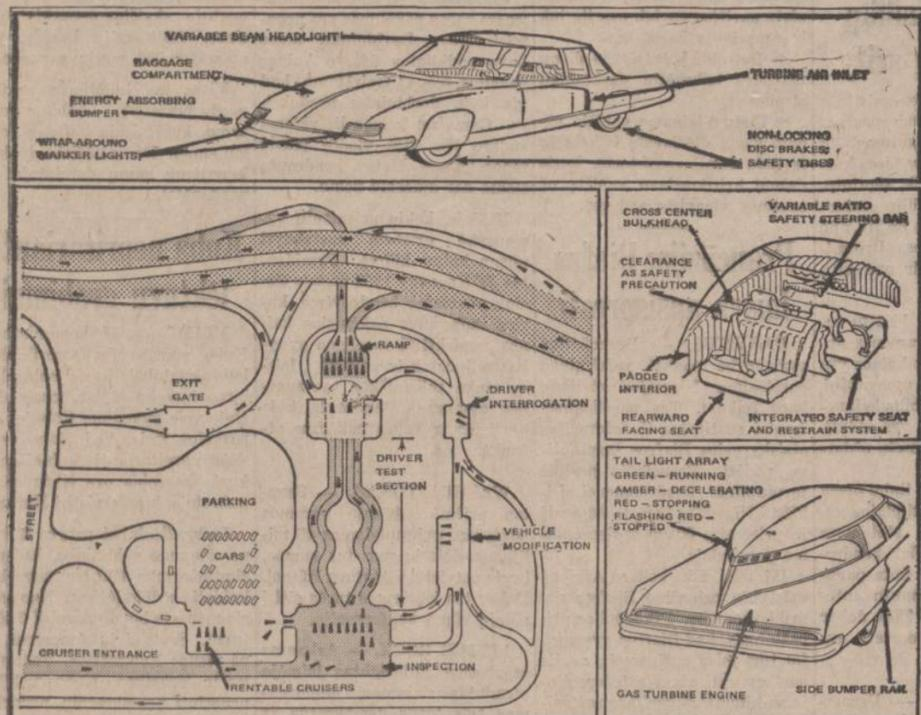 VARIABLE BEAM HEADLIGHT
BAGGAGE
COMPARTMENT
ENERGY ABSORBING
BUMPER
WRAP-AROUND
MARKER LIGHTS
TURBINE AIR INLET
NON-LOCKING
DISC BRAKES;
SAFETY TIRES
RAMP
EXIT
GATE
DRIVER
INTERROGATION
DRIVER
TEST
SECTION
PARKING
STREET
CARS
VEHICLE
MODIFICATION
CRUISER ENTRANCE
INSPECTION
RENTABLE CRUISERS
CROSS CENTER
BULKHEAD
VARIABLE RATIO
SAFETY STEERING BAR
CLEARANCE
AS SAFETY
PRECAUTION
PADDED
INTERIOR
REARWARD
FACING SEAT
INTEGRATED SAFETY SEAT
AND RESTRAIN SYSTEM
TAIL LIGHT ARRAY
GREEN – RUNNING
AMBER – DECELERATING
RED – STOPPING
FLASHING RED –
STOPPED
GAS TURBINE ENGINE
SIDE BUMPER RAIL